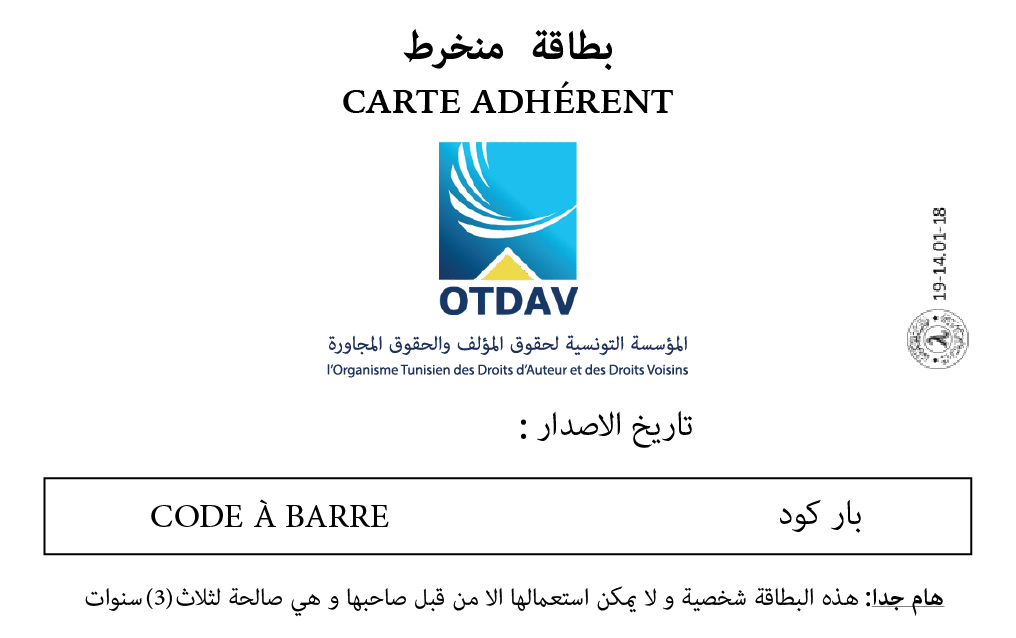 بطاقة منخرط
CARTE ADHÉRENT
OTDAV
المؤسسة التونسية لحقوق المؤلف والحقوق المجاورة
l'Organisme Tunisien des Droits d'Auteur et des Droits Voisins
19-14.01-18
تاريخ الاصدار :
بار كود
CODE À BARRE
هام جدا: هذه البطاقة شخصية و لا يمكن استعمالها الا من قبل صاحبها و هي صالحة لثلاث(3) سنوات